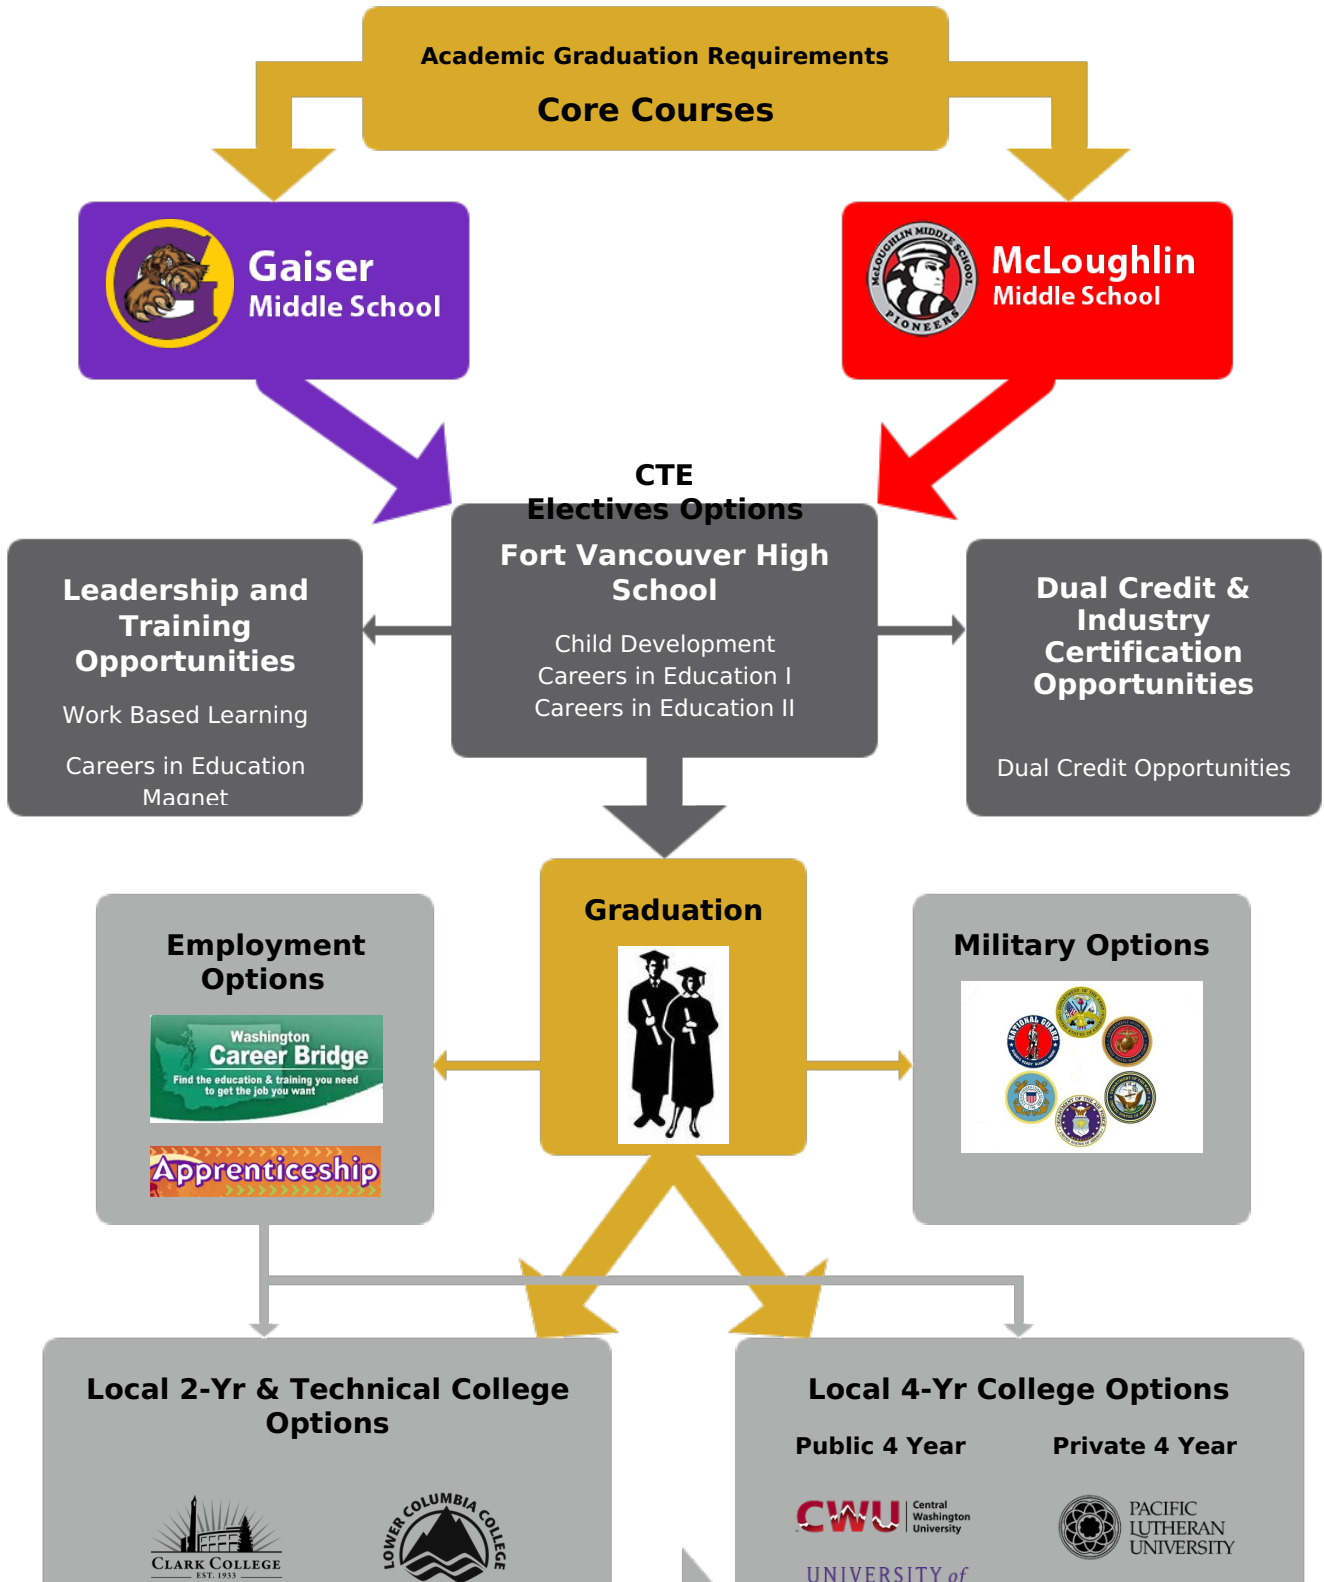 Academic Graduation Requirements
Core Courses
Gaiser
Middle School
McLOUGHLIN MIDDLE SCHOOL
PIONEERS
McLoughlin
Middle School
CTE
Electives Options
Fort Vancouver High
School
Child Development
Careers in Education I
Careers in Education II
Leadership and
Training
Opportunities
Work Based Learning
Careers in Education
Magnet
Dual Credit &
Industry
Certification
Opportunities
Dual Credit Opportunities
Graduation
Employment
Options
Washington
Career Bridge
Find the education & training you need
to get the job you want
Apprenticeship
Military Options
NATIONAL GUARD
Local 2-Yr & Technical College
Options
CLARK COLLEGE
EST. 1933
LOWER COLUMBIA COLLEGE
Local 4-Yr College Options
Public 4 Year
Private 4 Year
CWU
Central
Washington
University
UNIVERSITY of
PACIFIC
LUTHERAN
UNIVERSITY